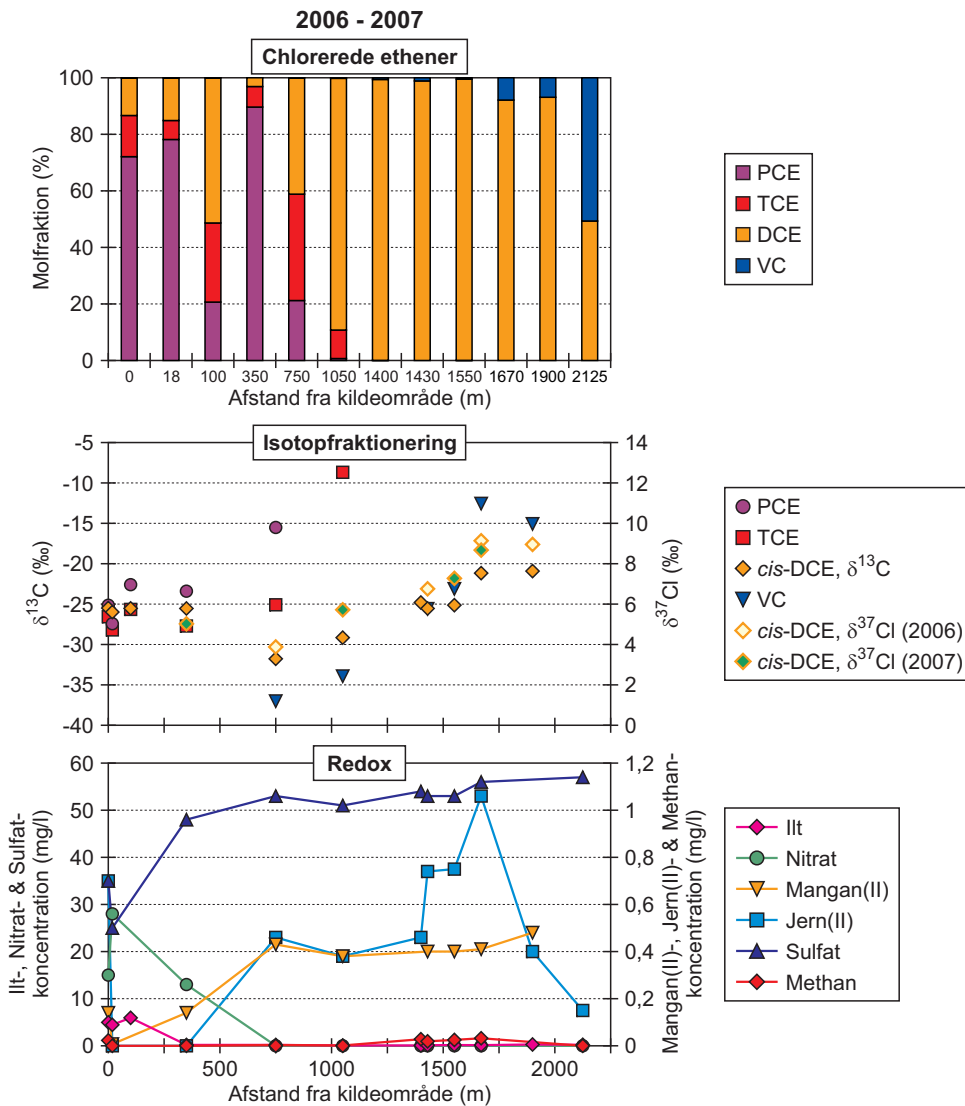 2006 - 2007
Chlorerede ethener
Molfraktion (%)
100
80
60
40
20
0
0 18 100 350 750 1050 1400 1430 1550 1670 1900 2125
Afstand fra kildeområde (m)
PCE
TCE
DCE
VC
Isotopfraktionering
δ13C (‰)
-5
-10
-15
-20
-25
-30
-35
-40
14
12
10
8
6
4
2
0
δ37Cl (‰)
PCE
TCE
cis-DCE, δ13C
VC
cis-DCE, δ37Cl (2006)
cis-DCE, δ37Cl (2007)
Redox
Ilt-, Nitrat- & Sulfat-
koncentration (mg/l)
60
50
40
30
20
10
0
1,2
1
0,8
0,6
0,4
0,2
0
Mangan(II)-, Jern(II)- & Methan-
koncentration (mg/l)
0 500 1000 1500 2000
Afstand fra kildeområde (m)
Ilt
Nitrat
Mangan(II)
Jern(II)
Sulfat
Methan